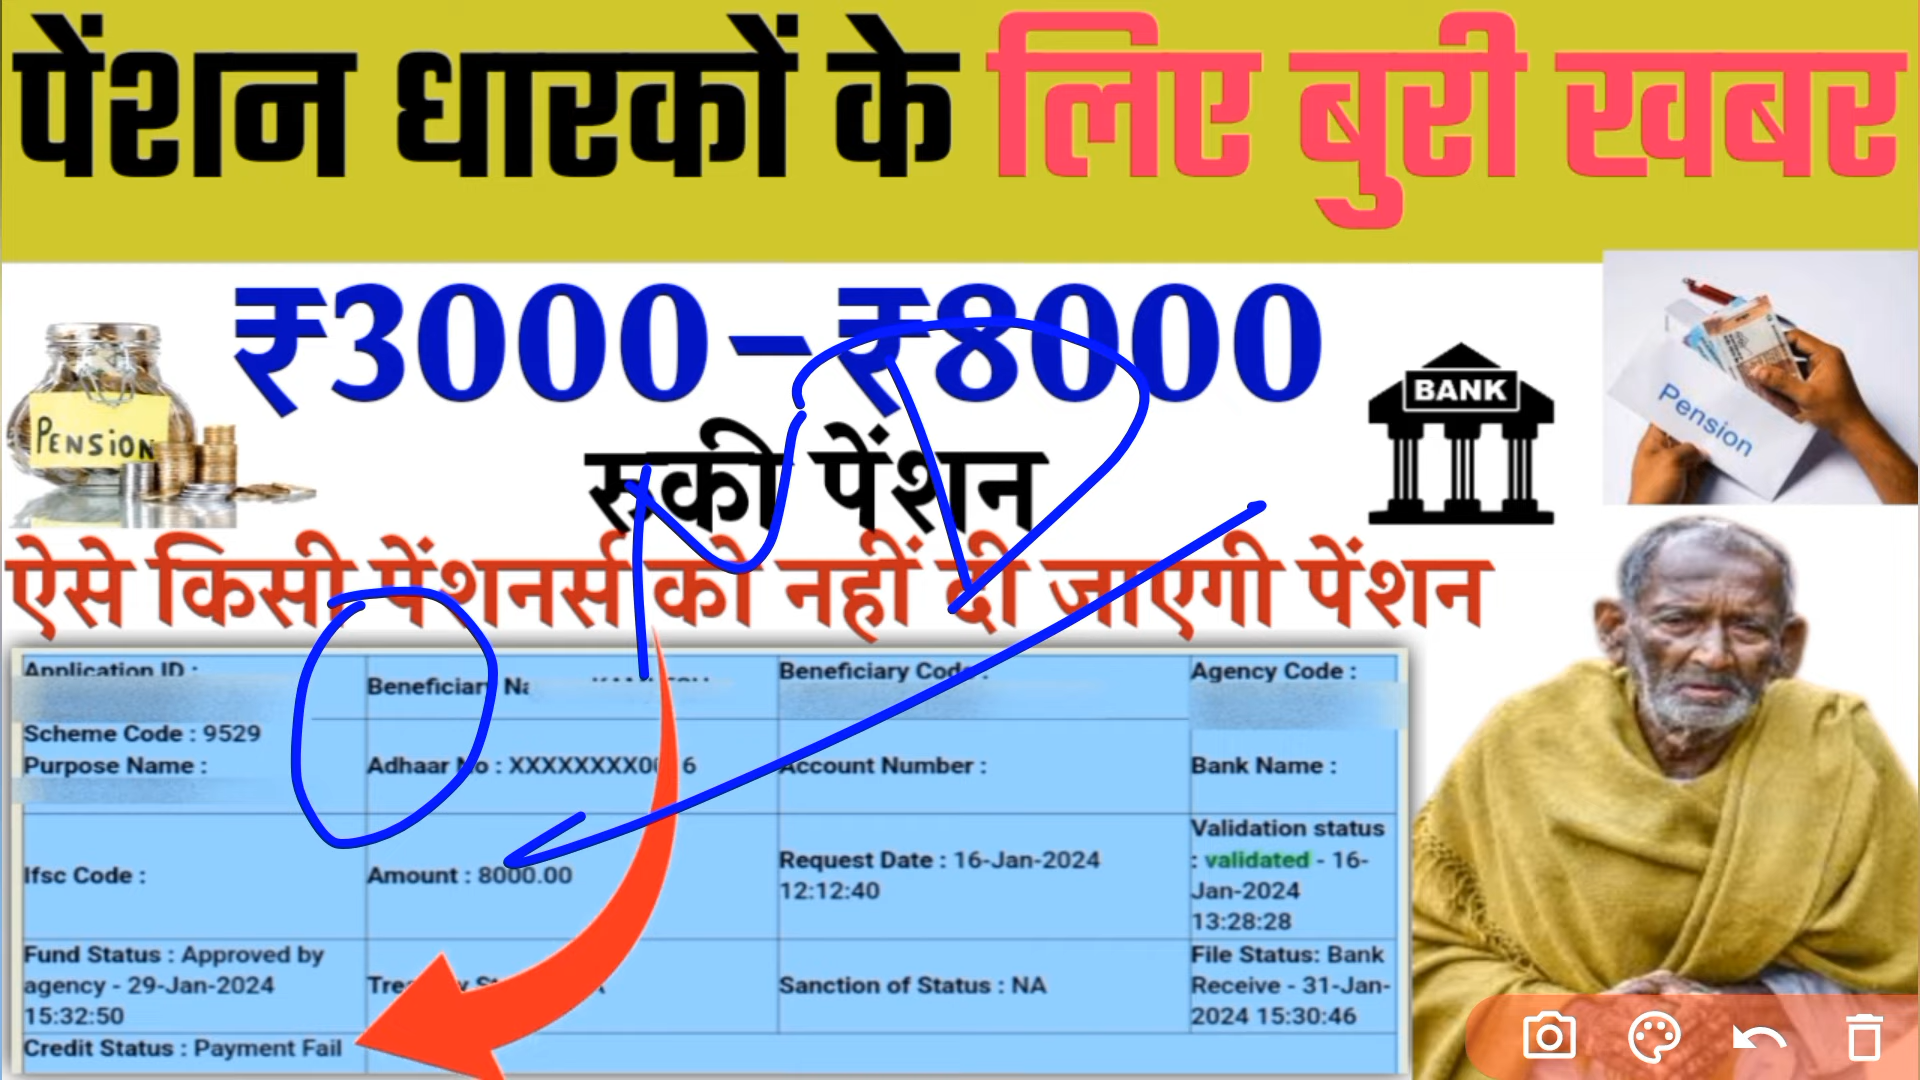 पेंशन धारकों के लिए बुरी खबर
₹3000-₹8000
PENSION
BANK
Pension
रूकी पेंशन
ऐसे किसी पेंशनर्स को नहीं दी जाएगी पेंशन
Application ID :
Beneficiary
Beneficiary Code :
Agency Code :
Scheme Code : 9529
Purpose Name :
Adhaar No : XXXXXXXX0 6
Account Number :
Bank Name :
Ifsc Code :
Amount : 8000.00
Request Date : 16-Jan-2024
12:12:40
Validation status
: validated - 16-
Jan-2024
13:28:28
Fund Status : Approved by
agency - 29-Jan-2024
15:32:50
Sanction of Status : NA
File Status: Bank
Receive - 31-Jan-
2024 15:30:46
Credit Status : Payment Fail